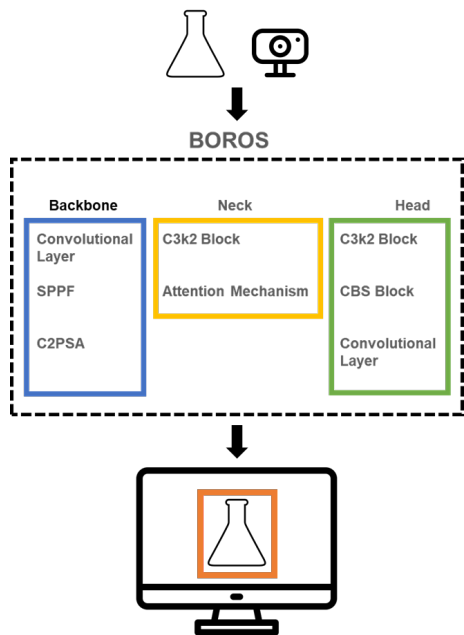 BOROS
Backbone
Convolutional
Layer
SPPF
C2PSA
Neck
C3k2 Block
Attention Mechanism
Head
C3k2 Block
CBS Block
Convolutional
Layer